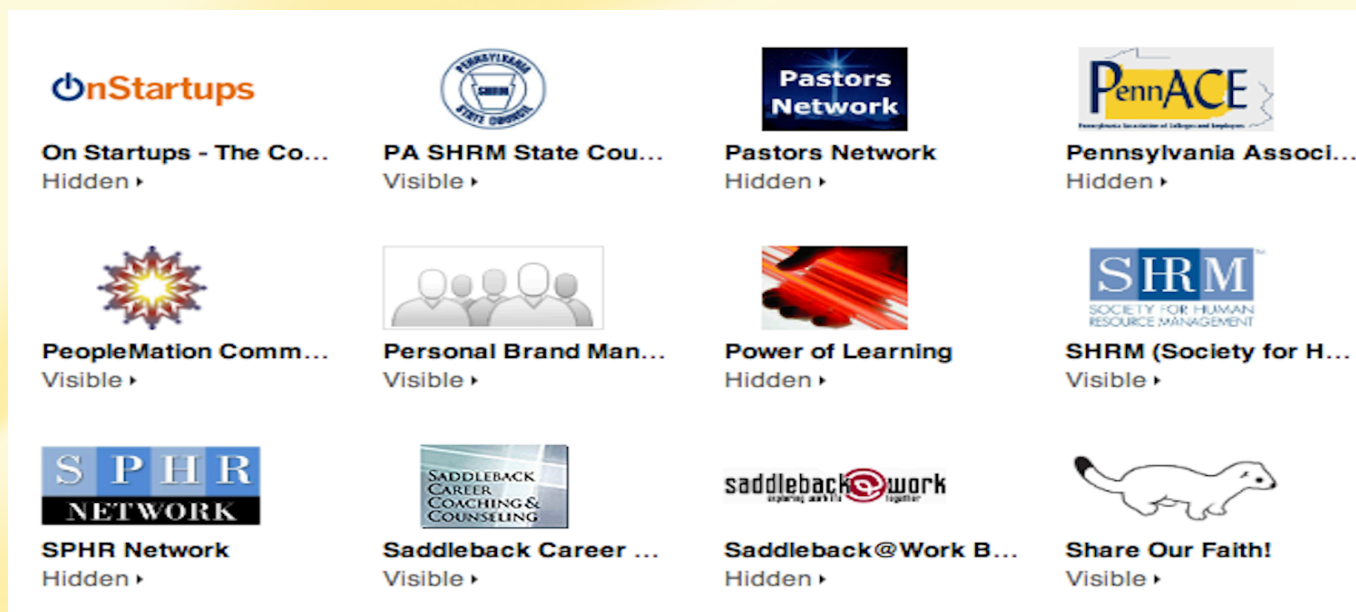 OnStartups
On Startups - The Co...
Hidden
PENNSYLVANIA
SHRM
STATE COUNCIL
PA SHRM State Cou...
Visible
Pastors
Network
Pastors Network
Hidden
PennACE
Pennsylvania Association of Colleges and Employers
Pennsylvania Associ...
Hidden
PeopleMation Comm...
Visible
Personal Brand Man...
Visible
Power of Learning
Hidden
SHRM
SOCIETY FOR HUMAN
RESOURCE MANAGEMENT
SHRM (Society for H...
Visible
SPHR
NETWORK
SPHR Network
Hidden
SADDLEBACK
CAREER
COACHING &
COUNSELING
Saddleback Career ...
Visible
saddleback@work
exploring work life together
Saddleback@Work B...
Hidden
Share Our Faith!
Visible